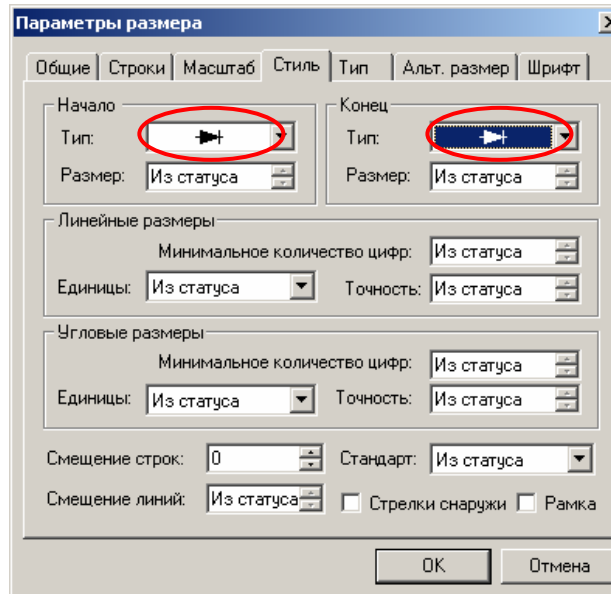 Параметры размера
Общие Строки Масштаб Стиль Тип Альт. размер Шрифт
Начало Конец
Тип: Тип:
Размер: Из статуса Размер: Из статуса
Линейные размеры
Минимальное количество цифр: Из статуса
Единицы: Из статуса Точность: Из статуса
Угловые размеры
Минимальное количество цифр: Из статуса
Единицы: Из статуса Точность: Из статуса
Смещение строк: 0 Стандарт: Из статуса
Смещение линий: Из статуса Стрелки снаружи Рамка
OK Отмена